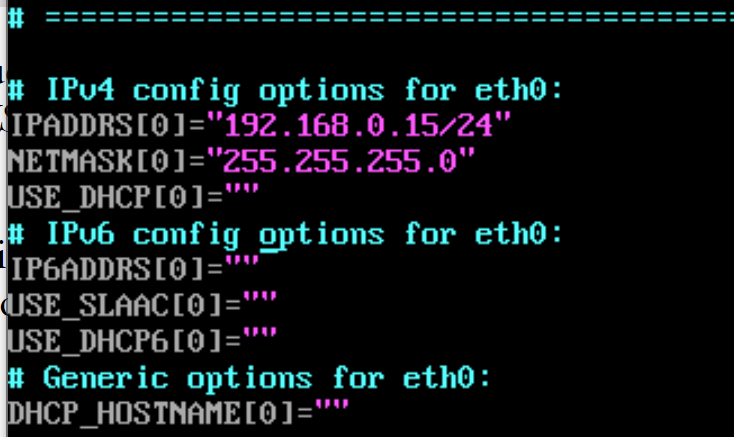 # ======================================
# IPv4 config options for eth0:
IPADDRS[0]="192.168.0.15/24"
NETMASK[0]="255.255.255.0"
USE_DHCP[0]=""
# IPv6 config options for eth0:
IP6ADDRS[0]=""
USE_SLAAC[0]=""
USE_DHCP6[0]=""
# Generic options for eth0:
DHCP_HOSTNAME[0]=""